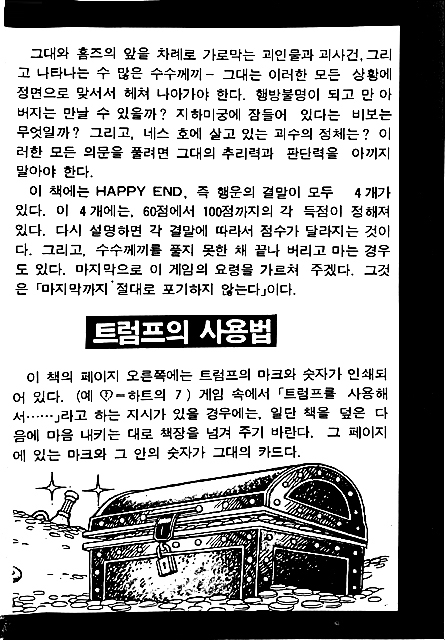 그대와 홈즈의 앞을 차례로 가로막는 괴인물과 괴사건, 그리
고 나타나는 수 많은 수수께끼— 그대는 이러한 모든 상황에
정면으로 맞서서 헤쳐 나아가야 한다. 행방불명이 되고 만 아
버지는 만날 수 있을까? 지하미궁에 잠들어 있다는 비보는
무엇일까? 그리고, 네스 호에 살고 있는 괴수의 정체는? 이
러한 모든 의문을 풀려면 그대의 추리력과 판단력을 아끼지
말아야 한다.
이 책에는 HAPPY END, 즉 행운의 결말이 모두 4개가
있다. 이 4개에는, 60점에서 100점까지의 각 득점이 정해져
있다. 다시 설명하면 각 결말에 따라서 점수가 달라지는 것이
다. 그리고, 수수께끼를 풀지 못한 채 끝나 버리고 마는 경우
도 있다. 마지막으로 이 게임의 요령을 가르쳐 주겠다. 그것
은 「마지막까지 절대로 포기하지 않는다」이다.
트럼프의 사용법
이 책의 페이지 오른쪽에는 트럼프의 마크와 숫자가 인쇄되
어 있다. (예 ♡7=하트의 7) 게임 속에서 「트럼프를 사용해
서……」라고 하는 지시가 있을 경우에는, 일단 책을 덮은 다
음에 마음 내키는 대로 책장을 넘겨 주기 바란다. 그 페이지
에 있는 마크와 그 안의 숫자가 그대의 카드다.